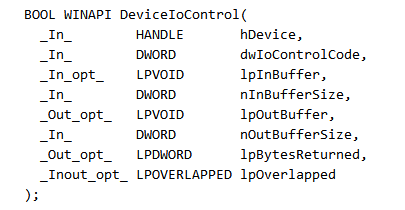 BOOL WINAPI DeviceIoControl(
  _In_        HANDLE       hDevice,
  _In_        DWORD        dwIoControlCode,
  _In_opt_    LPVOID       lpInBuffer,
  _In_        DWORD        nInBufferSize,
  _Out_opt_   LPVOID       lpOutBuffer,
  _In_        DWORD        nOutBufferSize,
  _Out_opt_   LPDWORD      lpBytesReturned,
  _Inout_opt_ LPOVERLAPPED lpOverlapped
);